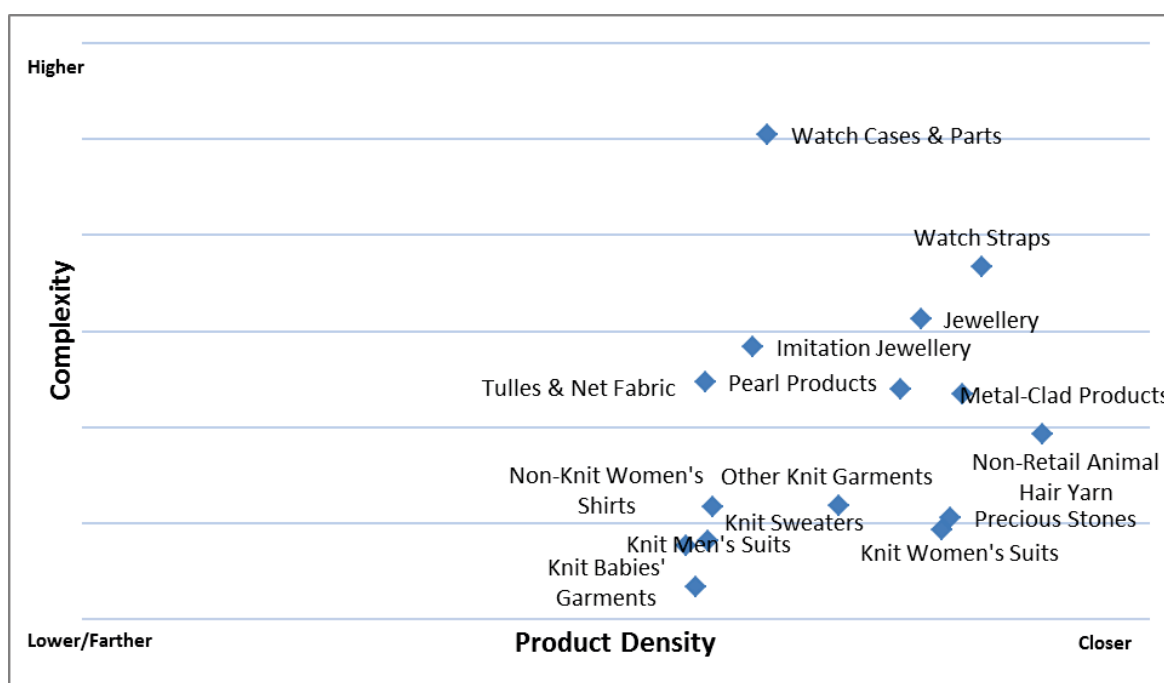 Higher
Watch Cases & Parts
Watch Straps
Complexity
Jewellery
Imitation Jewellery
Tulles & Net Fabric
Pearl Products
Metal-Clad Products
Non-Retail Animal
Hair Yarn
Non-Knit Women's
Shirts
Other Knit Garments
Knit Sweaters
Precious Stones
Knit Men's Suits
Knit Women's Suits
Knit Babies'
Garments
Lower/Farther
Product Density
Closer